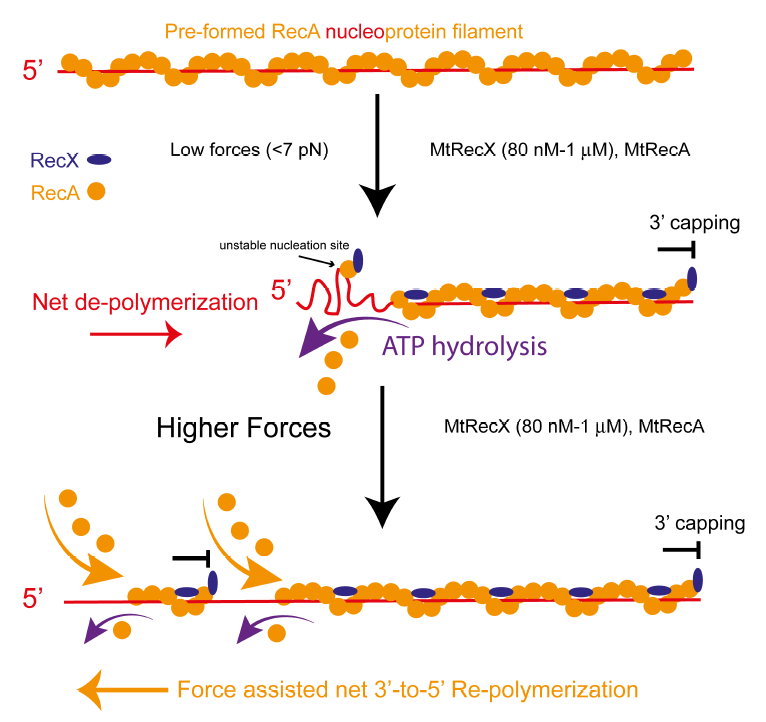 Pre-formed RecA nucleoprotein filament
5’
Low forces (<7 pN)
MtRecX (80 nM-1 μM), MtRecA
RecX
RecA
3’ capping
unstable nucleation site
5’
Net de-polymerization
ATP hydrolysis
Higher Forces
MtRecX (80 nM-1 μM), MtRecA
3’ capping
5’
Force assisted net 3’-to-5’ Re-polymerization